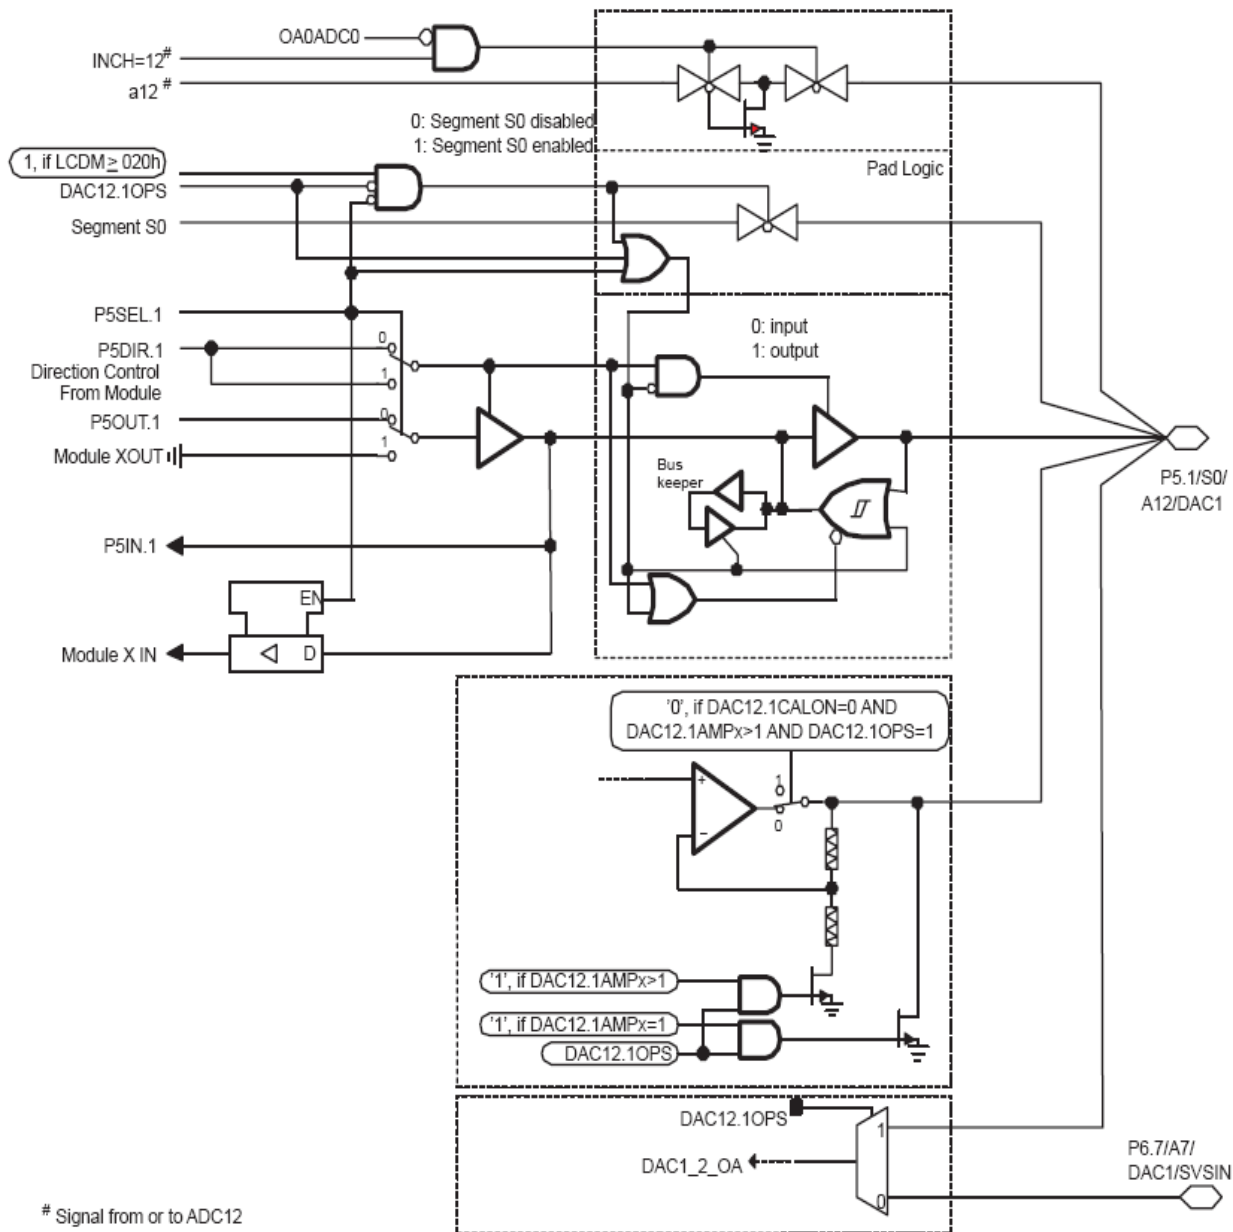 OA0ADC0
INCH=12#
a12 #
0: Segment S0 disabled
1: Segment S0 enabled
1, if LCDM ≥ 020h
Pad Logic
DAC12.1OPS
Segment S0
P5SEL.1
0: input
1: output
P5DIR.1
0
Direction Control
From Module
1
P5OUT.1
0
Module XOUT
1
Bus
keeper
P5.1/S0/
A12/DAC1
P5IN.1
EN
Module X IN
D
'0', if DAC12.1CALON=0 AND
DAC12.1AMPx>1 AND DAC12.1OPS=1
+
1
−
0
'1', if DAC12.1AMPx>1
'1', if DAC12.1AMPx=1
DAC12.1OPS
DAC12.1OPS
1
DAC1_2_OA
0
P6.7/A7/
DAC1/SVSIN
# Signal from or to ADC12